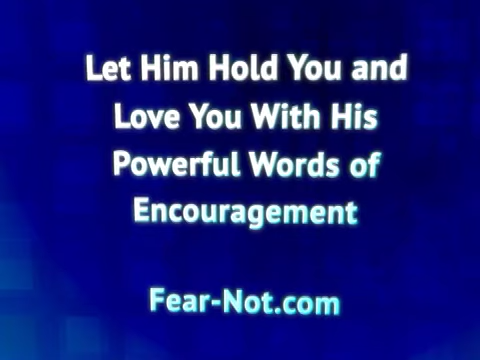 Let Him Hold You and
Love You With His
Powerful Words of
Encouragement
Fear-Not.com